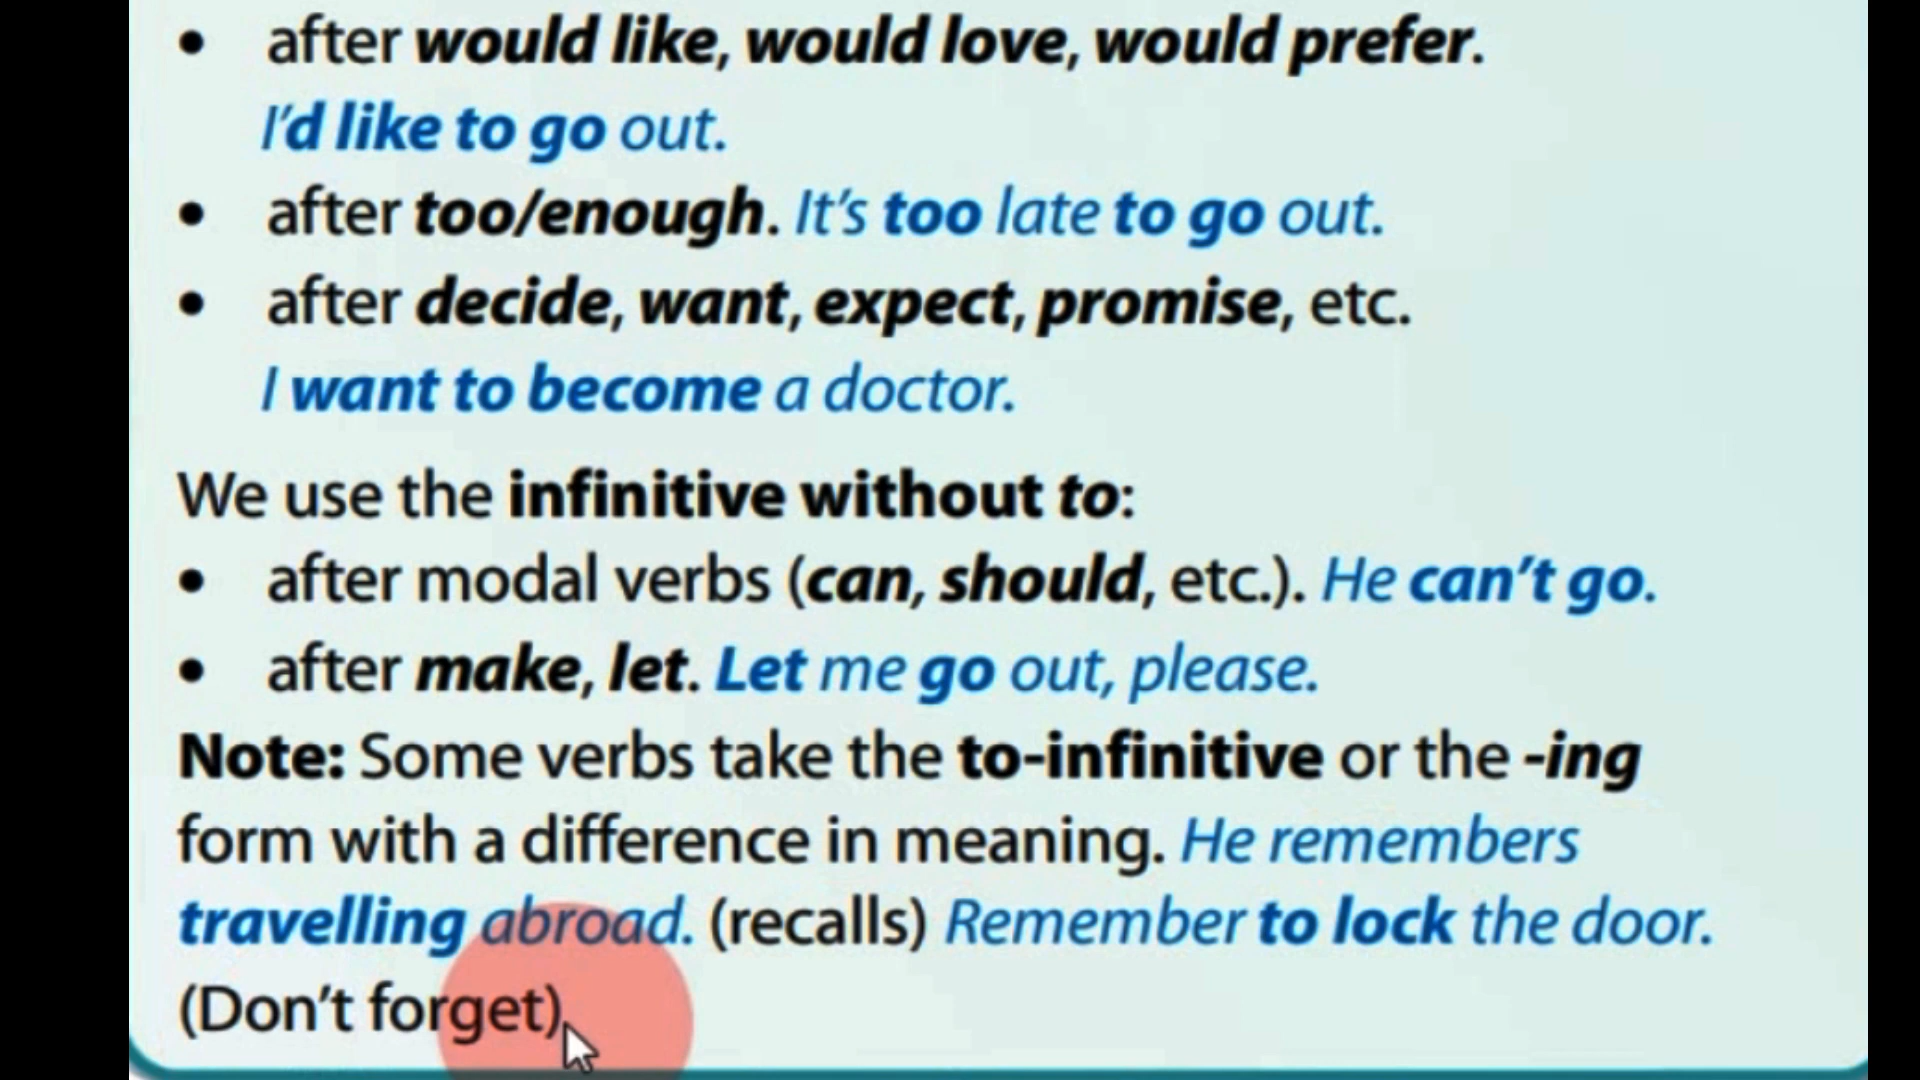 • after would like, would love, would prefer.
I’d like to go out.
• after too/enough. It’s too late to go out.
• after decide, want, expect, promise, etc.
I want to become a doctor.
We use the infinitive without to:
• after modal verbs (can, should, etc.). He can’t go.
• after make, let. Let me go out, please.
Note: Some verbs take the to-infinitive or the -ing
form with a difference in meaning. He remembers
travelling abroad. (recalls) Remember to lock the door.
(Don’t forget)